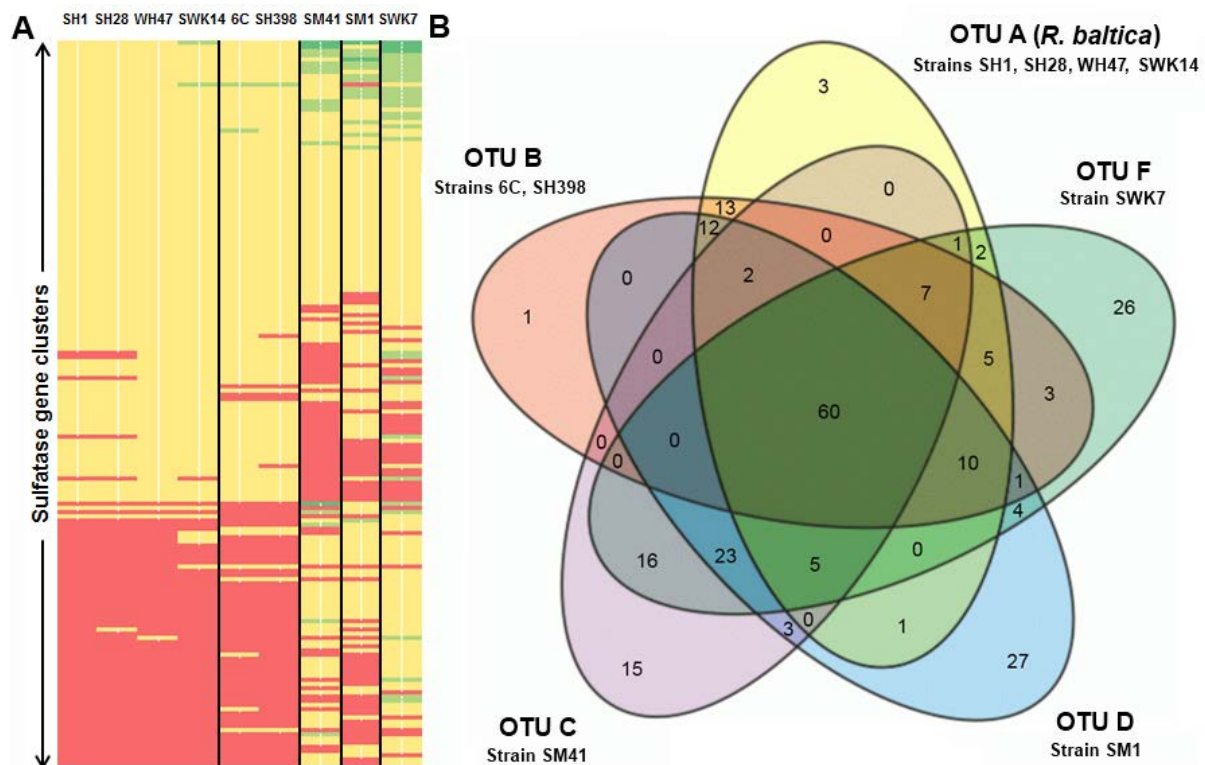 A
SH1 SH28 WH47 SWK14 6C SH398 SM41 SM1 SWK7
Sulfatase gene clusters
B
OTU A (R. baltica)
Strains SH1, SH28, WH47, SWK14
OTU B
Strains 6C, SH398
OTU F
Strain SWK7
3
0
13
12
0
1
2
0
2
7
26
1
0
5
3
60
0
0
0
10
1
4
16
23
5
0
3
0
1
15
27
OTU C
Strain SM41
OTU D
Strain SM1